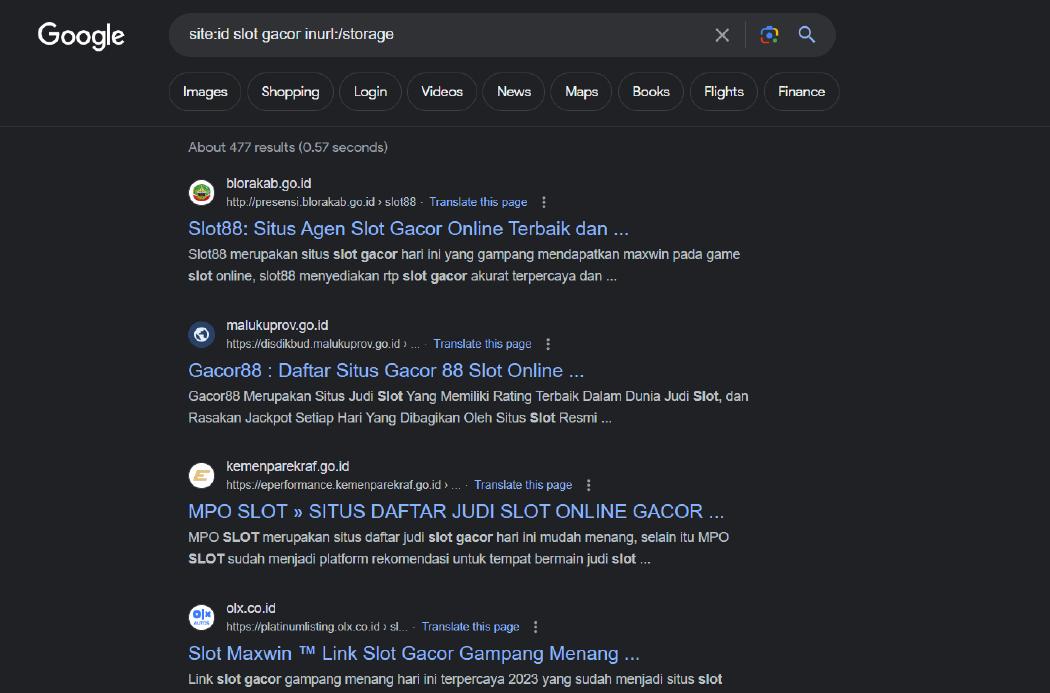 Google
site:id slot gacor inurl:/storage
Images Shopping Login Videos News Maps Books Flights Finance
About 477 results (0.57 seconds)
blorakab.go.id
http://presensi.blorakab.go.id › slot88 · Translate this page
Slot88: Situs Agen Slot Gacor Online Terbaik dan ...
Slot88 merupakan situs slot gacor hari ini yang gampang mendapatkan maxwin pada game
slot online, slot88 menyediakan rtp slot gacor akurat terpercaya dan ...
malukuprov.go.id
https://disdikbud.malukuprov.go.id › ... · Translate this page
Gacor88 : Daftar Situs Gacor 88 Slot Online ...
Gacor88 Merupakan Situs Judi Slot Yang Memiliki Rating Terbaik Dalam Dunia Judi Slot, dan
Rasakan Jackpot Setiap Hari Yang Dibagikan Oleh Situs Slot Resmi ...
kemenparekraf.go.id
https://eperformance.kemenparekraf.go.id › ... · Translate this page
MPO SLOT » SITUS DAFTAR JUDI SLOT ONLINE GACOR ...
MPO SLOT merupakan situs daftar judi slot gacor hari ini mudah menang, selain itu MPO
SLOT sudah menjadi platform rekomendasi untuk tempat bermain judi slot ...
olx AUTOS
olx.co.id
https://platinumlisting.olx.co.id › sl... · Translate this page
Slot Maxwin ™ Link Slot Gacor Gampang Menang ...
Link slot gacor gampang menang hari ini terpercaya 2023 yang sudah menjadi situs slot